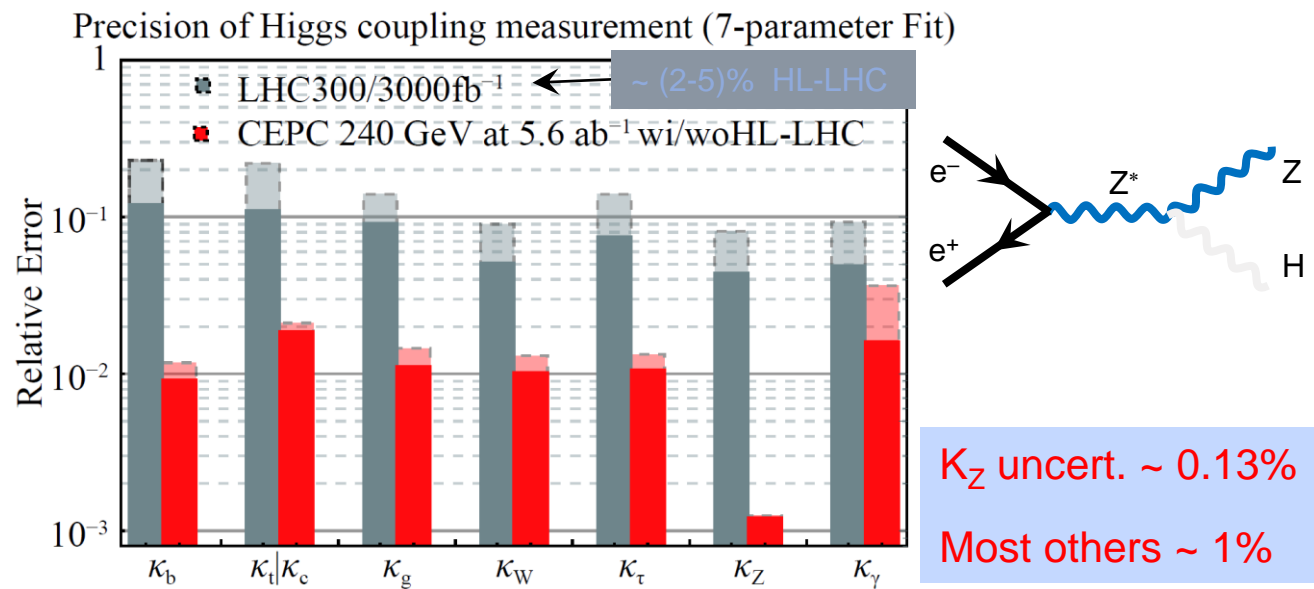 Precision of Higgs coupling measurement (7-parameter Fit)
1
LHC300/3000fb⁻¹
~ (2-5)% HL-LHC
CEPC 240 GeV at 5.6 ab⁻¹ wi/woHL-LHC
10⁻¹
10⁻²
10⁻³
Relative Error
κ_b
κ_t|κ_c
κ_g
κ_W
κ_τ
κ_Z
κ_γ
e⁻
e⁺
Z*
Z
H
K_Z uncert. ~ 0.13%
Most others ~ 1%